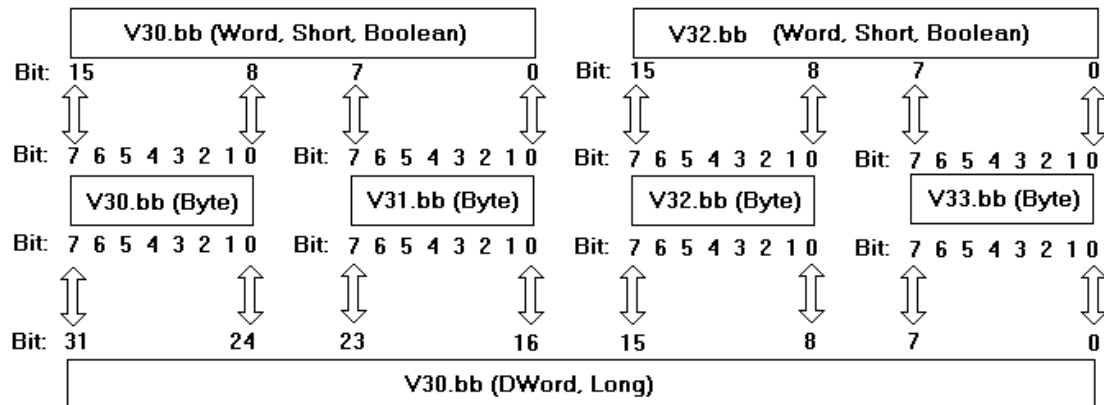 V30.bb (Word, Short, Boolean) V32.bb (Word, Short, Boolean)
Bit: 15 8 7 0 Bit: 15 8 7 0
Bit: 7 6 5 4 3 2 1 0 Bit: 7 6 5 4 3 2 1 0 Bit: 7 6 5 4 3 2 1 0 Bit: 7 6 5 4 3 2 1 0
V30.bb (Byte) V31.bb (Byte) V32.bb (Byte) V33.bb (Byte)
Bit: 7 6 5 4 3 2 1 0 Bit: 7 6 5 4 3 2 1 0 Bit: 7 6 5 4 3 2 1 0 Bit: 7 6 5 4 3 2 1 0
Bit: 31 24 23 16 15 8 7 0
V30.bb (DWord, Long)